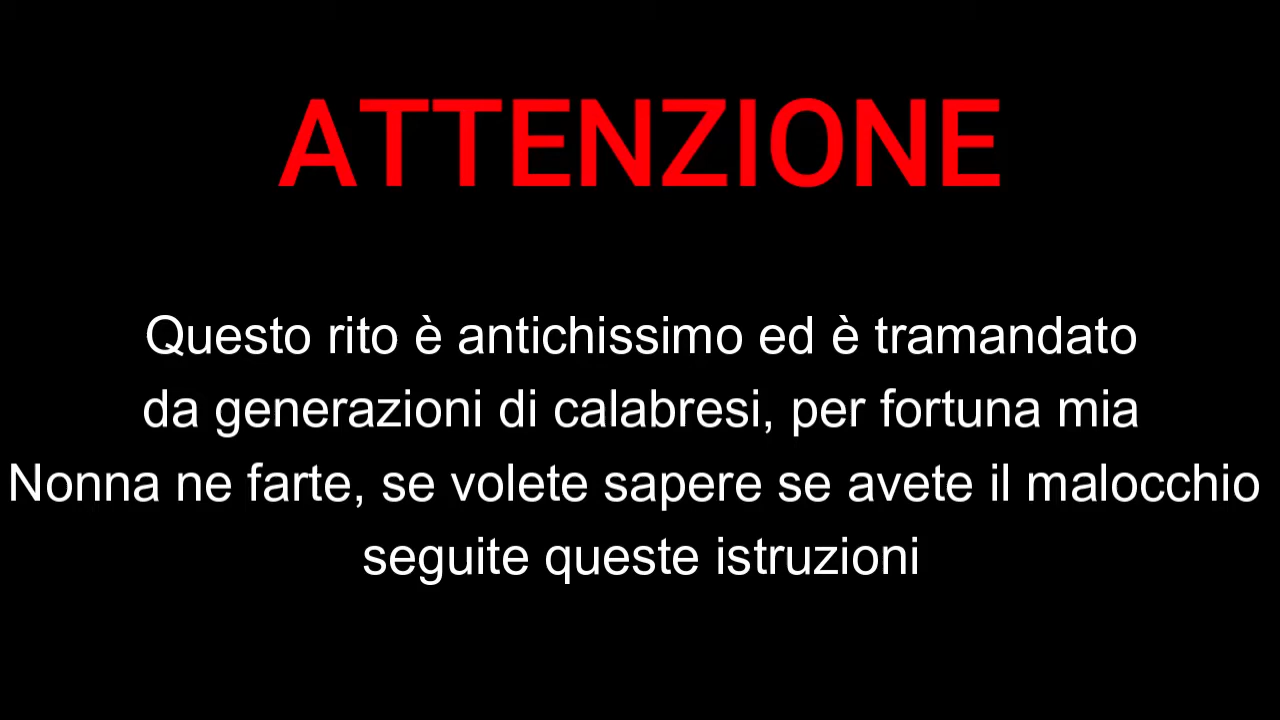 ATTENZIONE
Questo rito è antichissimo ed è tramandato
da generazioni di calabresi, per fortuna mia
Nonna ne farte, se volete sapere se avete il malocchio
seguite queste istruzioni